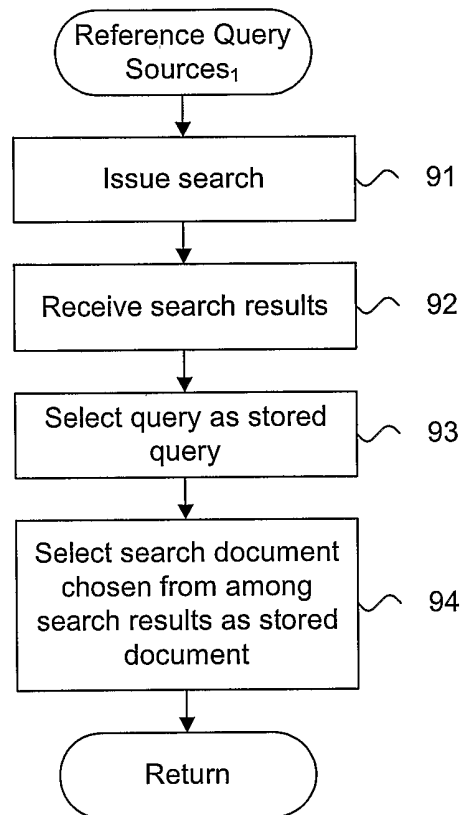 Reference Query
Sources₁
Issue search
91
Receive search results
92
Select query as stored
query
93
Select search document
chosen from among
search results as stored
document
94
Return